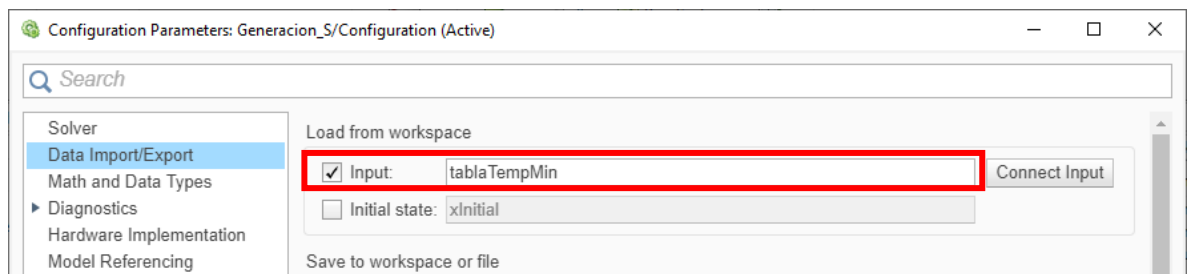 Configuration Parameters: Generacion_S/Configuration (Active)
Search
Solver
Data Import/Export
Math and Data Types
Diagnostics
Hardware Implementation
Model Referencing
Load from workspace
Input: tablaTempMin Connect Input
Initial state: xInitial
Save to workspace or file